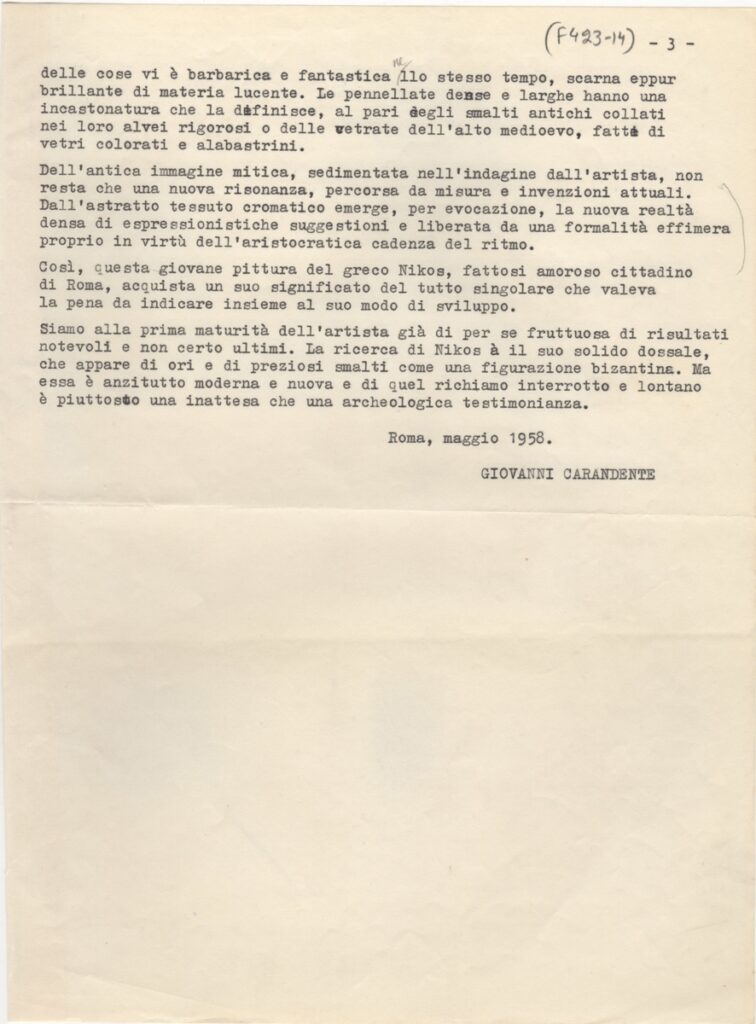 (F423-14) - 3 -
delle cose vi è barbarica e fantastica nello stesso tempo, scarna eppur
brillante di materia lucente. Le pennellate dense e larghe hanno una
incastonatura che la definisce, al pari degli smalti antichi collati
nei loro alvei rigorosi o delle vetrate dell'alto medioevo, fatte di
vetri colorati e alabastrini.
Dell'antica immagine mitica, sedimentata nell'indagine dall'artista, non
resta che una nuova risonanza, percorsa da misura e invenzioni attuali.
Dall'astratto tessuto cromatico emerge, per evocazione, la nuova realtà
densa di espressionistiche suggestioni e liberata da una formalità effimera
proprio in virtù dell'aristocratica cadenza del ritmo.
Così, questa giovane pittura del greco Nikos, fattosi amoroso cittadino
di Roma, acquista un suo significato del tutto singolare che valeva
la pena da indicare insieme al suo modo di sviluppo.
Siamo alla prima maturità dell'artista già di per se fruttuosa di risultati
notevoli e non certo ultimi. La ricerca di Nikos à il suo solido dossale,
che appare di ori e di preziosi smalti come una figurazione bizantina. Ma
essa è anzitutto moderna e nuova e di quel richiamo interrotto e lontano
è piuttosto una inattesa che una archeologica testimonianza.
Roma, maggio 1958.
GIOVANNI CARANDENTE